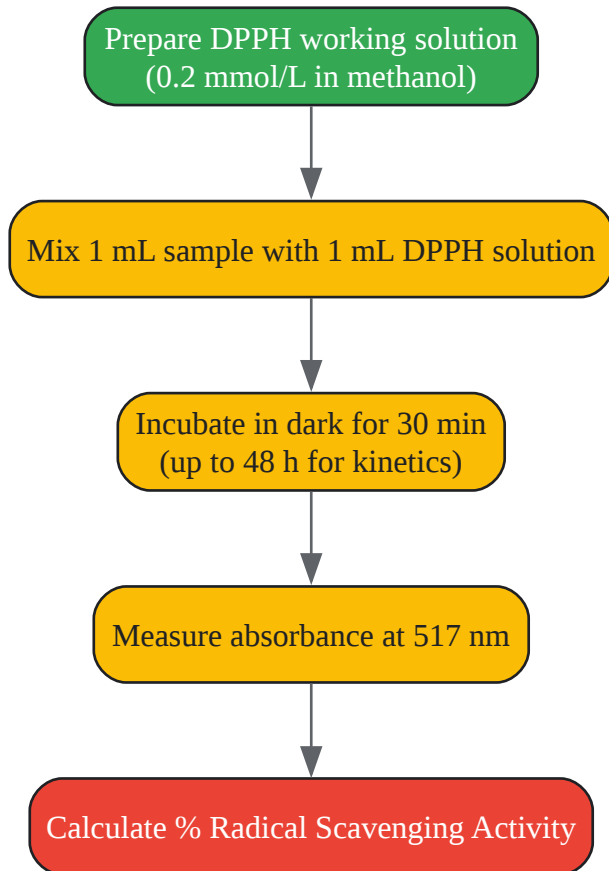 Prepare DPPH working solution
(0.2 mmol/L in methanol)
Mix 1 mL sample with 1 mL DPPH solution
Incubate in dark for 30 min
(up to 48 h for kinetics)
Measure absorbance at 517 nm
Calculate % Radical Scavenging Activity